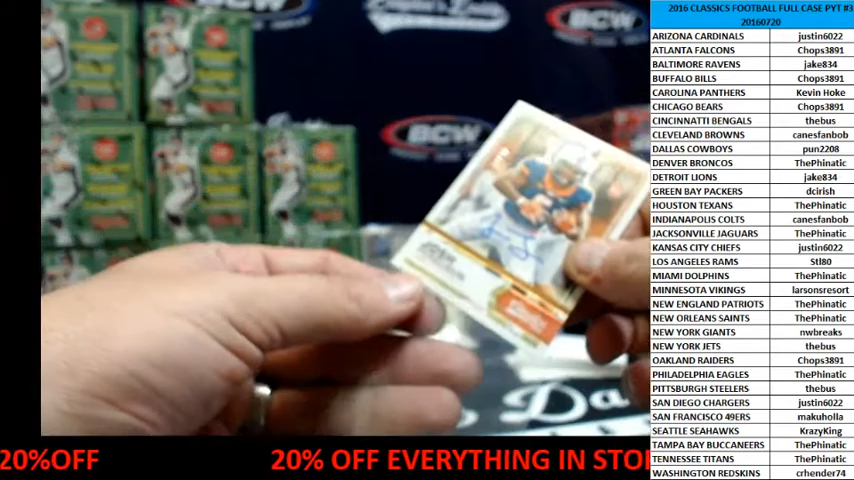 2016 CLASSICS FOOTBALL FULL CASE PYT #3
20160720
ARIZONA CARDINALS justin6022
ATLANTA FALCONS Chops3891
BALTIMORE RAVENS jake834
BUFFALO BILLS Chops3891
CAROLINA PANTHERS Kevin Hoke
CHICAGO BEARS Chops3891
CINCINNATI BENGALS thebus
CLEVELAND BROWNS canesfanbob
DALLAS COWBOYS pun2208
DENVER BRONCOS ThePhinatic
DETROIT LIONS jake834
GREEN BAY PACKERS dcirish
HOUSTON TEXANS ThePhinatic
INDIANAPOLIS COLTS canesfanbob
JACKSONVILLE JAGUARS ThePhinatic
KANSAS CITY CHIEFS justin6022
LOS ANGELES RAMS Stl80
MIAMI DOLPHINS ThePhinatic
MINNESOTA VIKINGS larsonsresort
NEW ENGLAND PATRIOTS ThePhinatic
NEW ORLEANS SAINTS ThePhinatic
NEW YORK GIANTS nwbreaks
NEW YORK JETS thebus
OAKLAND RAIDERS Chops3891
PHILADELPHIA EAGLES ThePhinatic
PITTSBURGH STEELERS thebus
SAN DIEGO CHARGERS justin6022
SAN FRANCISCO 49ERS makuholla
SEATTLE SEAHAWKS KrazyKing
TAMPA BAY BUCCANEERS ThePhinatic
TENNESSEE TITANS ThePhinatic
WASHINGTON REDSKINS crhender74
BCW
BCW
BCW
20%OFF
20% OFF EVERYTHING IN STO